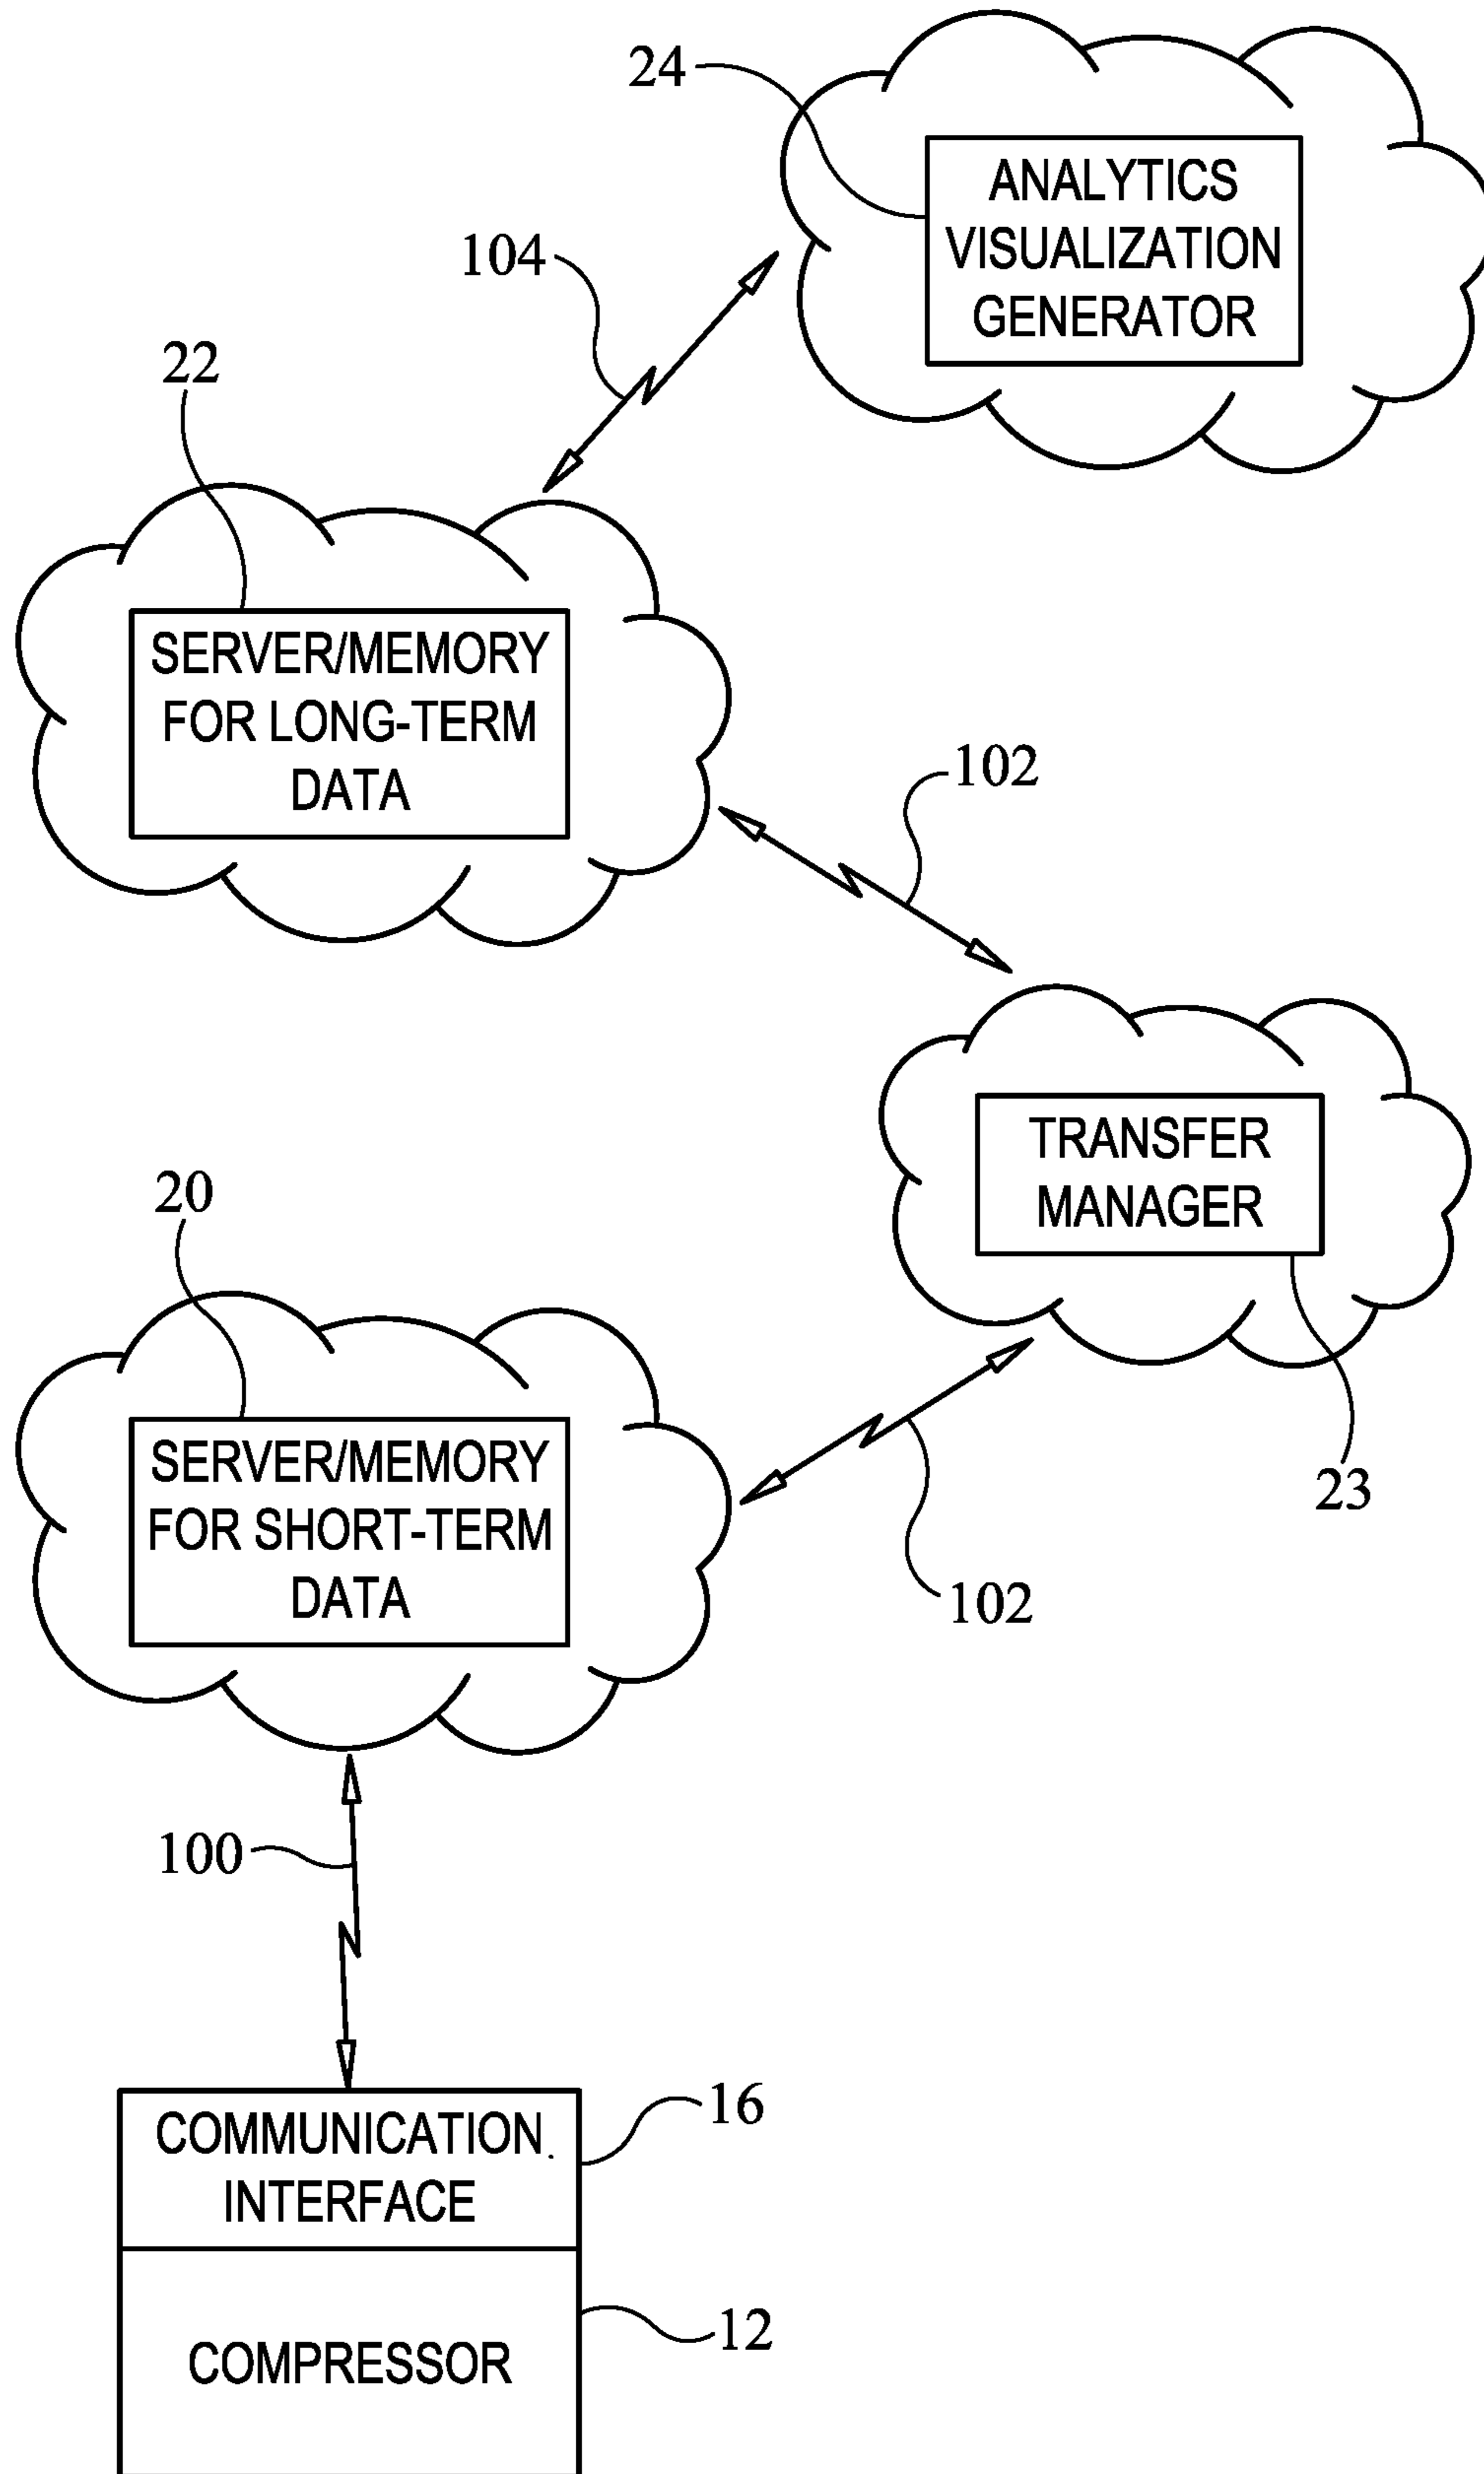 24
ANALYTICS
VISUALIZATION
GENERATOR
104
22
SERVER/MEMORY
FOR LONG-TERM
DATA
102
TRANSFER
MANAGER
20
SERVER/MEMORY
FOR SHORT-TERM
DATA
23
102
100
COMMUNICATION
INTERFACE
16
COMPRESSOR
12